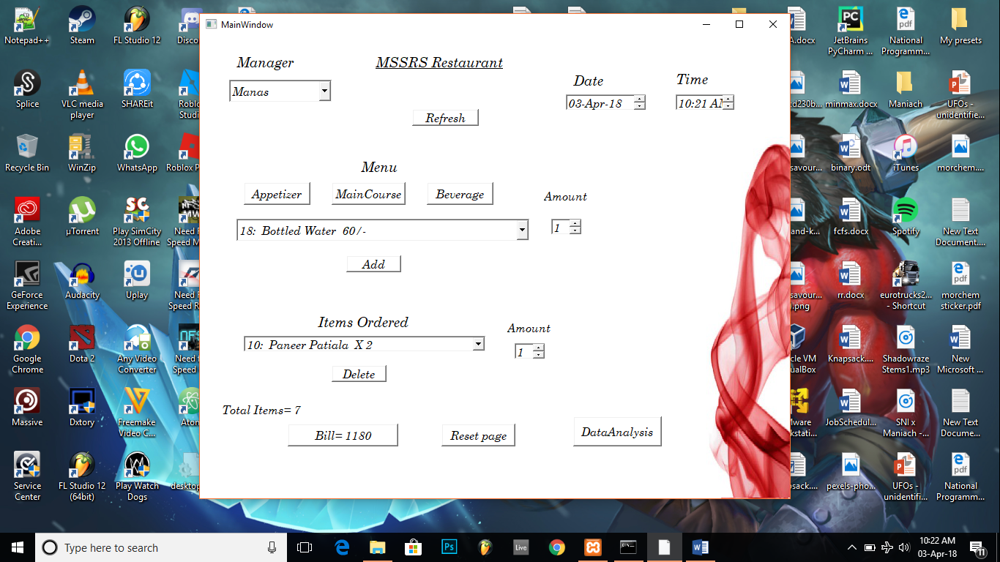 MainWindow
Manager
MSSRS Restaurant
Date
Time
Manas
03-Apr-18
10:21 AM
Refresh
Menu
Appetizer
MainCourse
Beverage
Amount
18: Bottled Water 60/-
1
Add
Items Ordered
Amount
10: Paneer Patiala X 2
1
Delete
Total Items= 7
Bill= 1180
Reset page
DataAnalysis
Notepad++
Steam
FL Studio 12
Disco
Splice
VLC media
player
SHAREit
Roblo
Studi
Recycle Bin
WinZip
WhatsApp
Roblox P
Adobe
Creati...
µTorrent
Play SimCity
2013 Offline
Need F
Speed M
GeForce
Experience
Audacity
Uplay
Need F
Speed R
Google
Chrome
Dota 2
Any Video
Converter
Need f
Speed
Massive
Dxtory
Freemake
Video C...
Aton
Service
Center
FL Studio 12
(64bit)
Play Watch
Dogs
desktop
A.docx
JetBrains
PyCharm ...
National
Programm...
My presets
cd230b...
minmax.docx
Maniach
UFOs -
unidentifie...
savour...
binary.odt
iTunes
morchem....
and-k...
fcfs.docx
Spotify
New Text
Document....
savour...
).png
rr.docx
eurotrucks2...
- Shortcut
morchem
sticker.pdf
cle VM
ualBox
Knapsack....
Shadowraze
Stems1.mp3
New
Microsoft ...
Mware
kstati...
JobSchedul...
SNI x
Maniach -...
New Text
Docume...
psack....
pexels-pho...
UFOs -
unidentifi...
National
Programm...
Type here to search
Ps
Live
10:22 AM
03-Apr-18
11